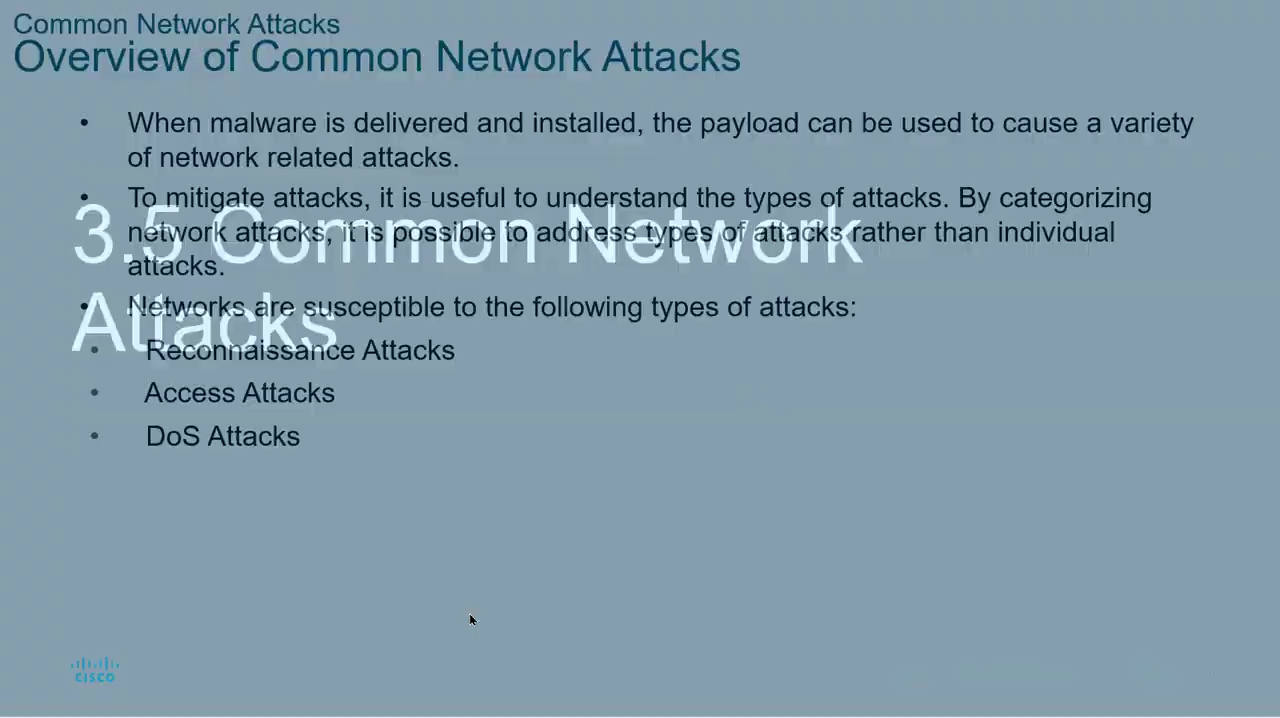 Common Network Attacks
Overview of Common Network Attacks
• When malware is delivered and installed, the payload can be used to cause a variety
of network related attacks.
• To mitigate attacks, it is useful to understand the types of attacks. By categorizing
network attacks, it is possible to address types of attacks rather than individual
attacks.
3.5 Common Network
Attacks
• Networks are susceptible to the following types of attacks:
• Reconnaissance Attacks
• Access Attacks
• DoS Attacks
CISCO